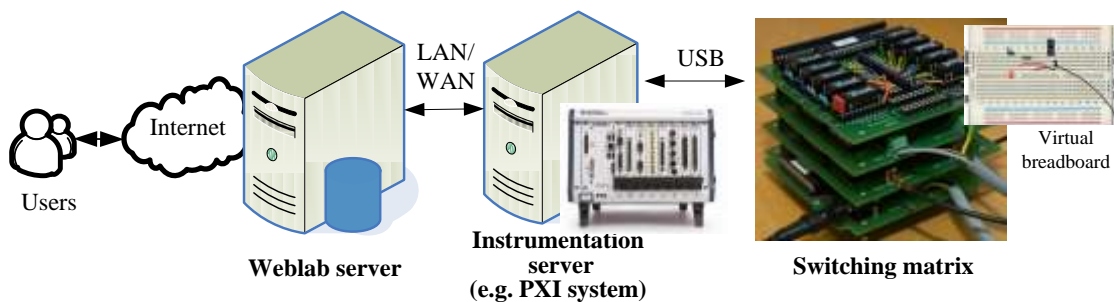 Users
Internet
LAN/
WAN
USB
Weblab server
Instrumentation
server
(e.g. PXI system)
Switching matrix
Virtual
breadboard